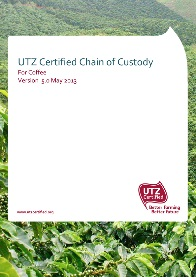 UTZ Certified Chain of Custody
For Coffee
Version 5.0 May 2013
UTZ
Certified
Better farming
Better future
www.utzcertified.org